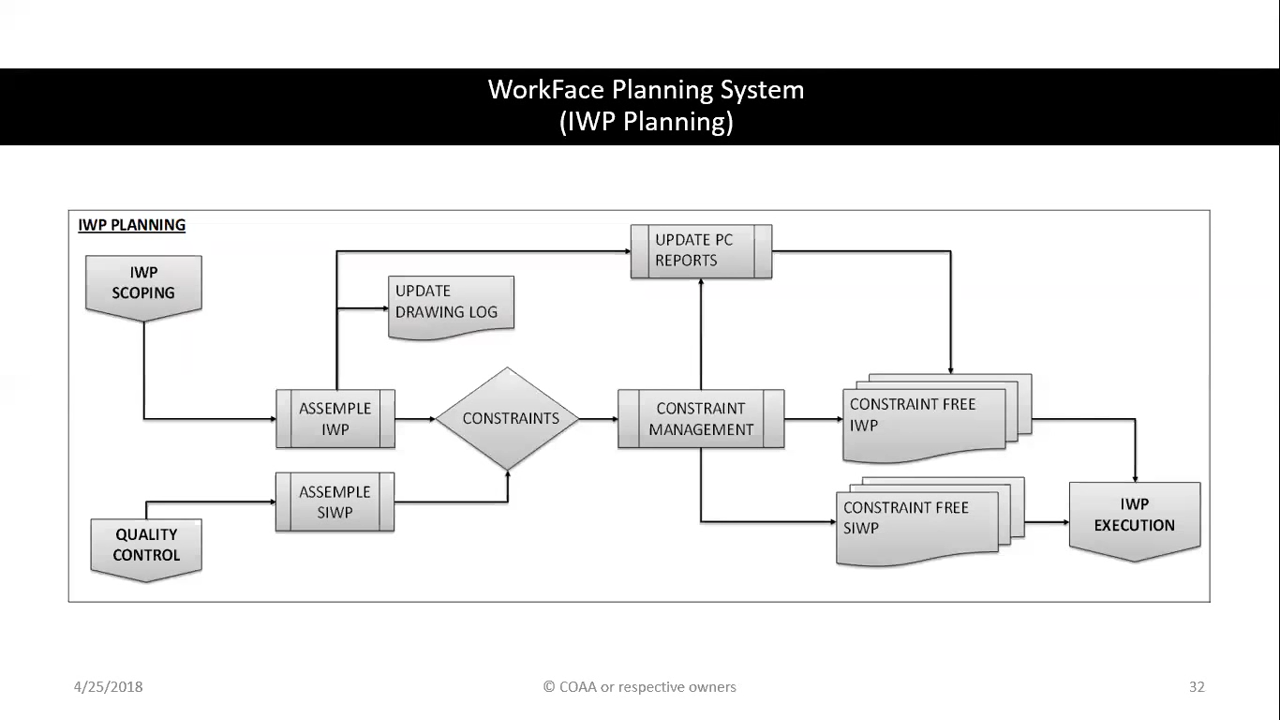 WorkFace Planning System
(IWP Planning)
IWP PLANNING
IWP
SCOPING
UPDATE PC
REPORTS
UPDATE
DRAWING LOG
ASSEMPLE
IWP
CONSTRAINTS
CONSTRAINT
MANAGEMENT
CONSTRAINT FREE
IWP
ASSEMPLE
SIWP
QUALITY
CONTROL
CONSTRAINT FREE
SIWP
IWP
EXECUTION
4/25/2018
© COAA or respective owners
32